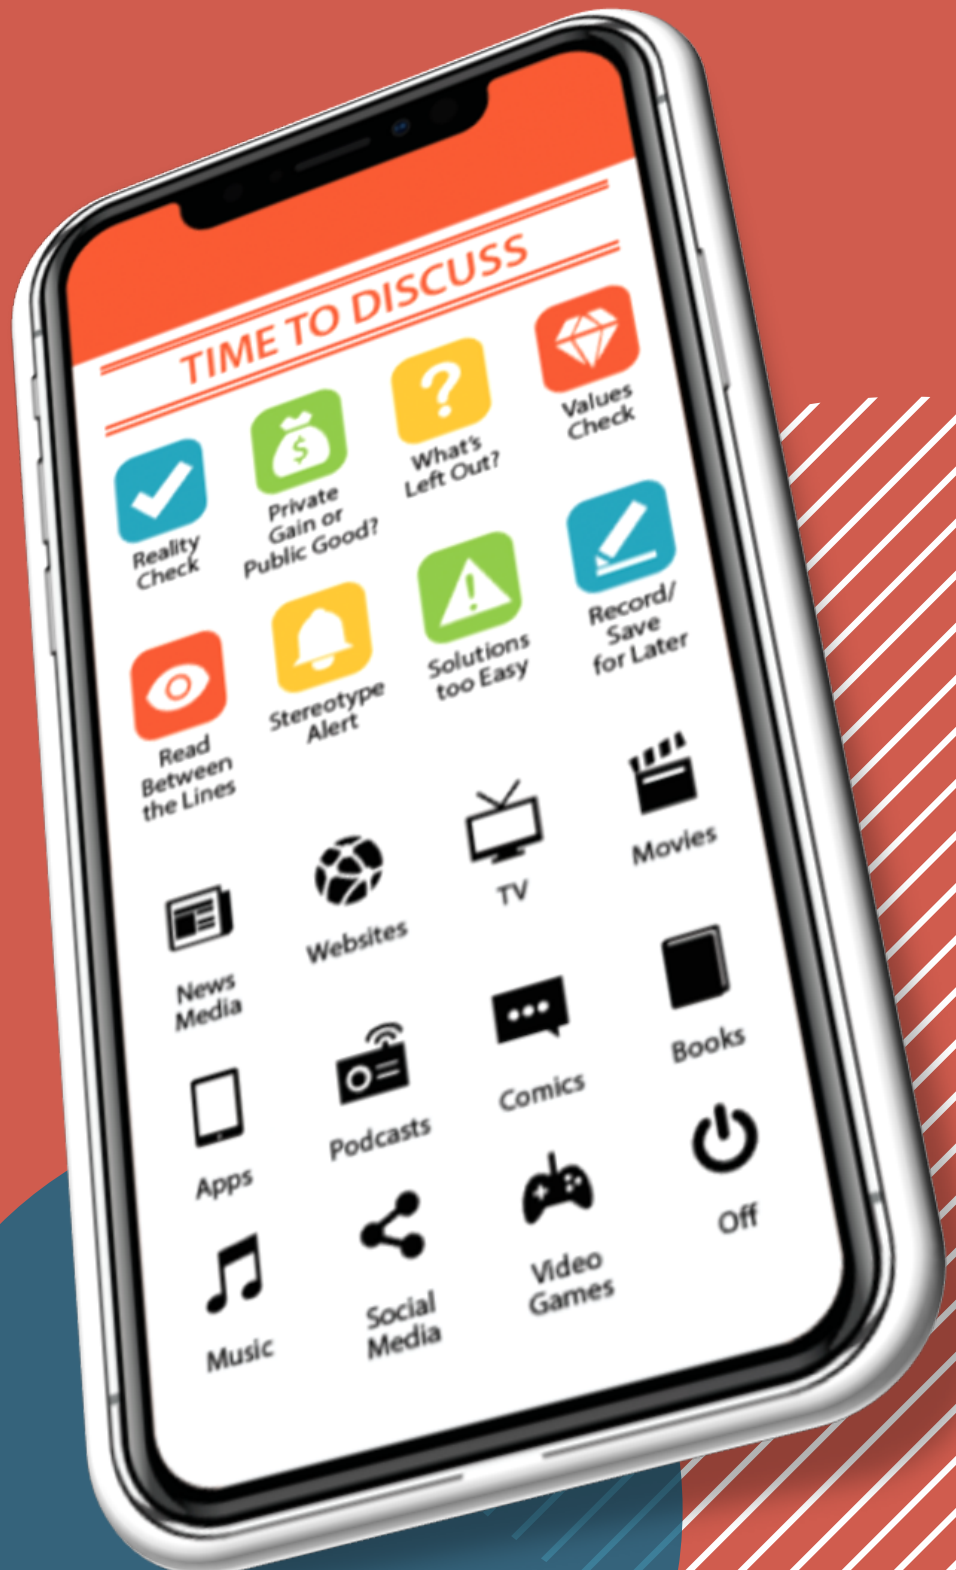 TIME TO DISCUSS
Reality
Check
Private
Gain or
Public Good?
What's
Left Out?
Values
Check
Read
Between
the Lines
Stereotype
Alert
Solutions
too Easy
Record/
Save
for Later
News
Media
Websites
TV
Movies
Apps
Podcasts
Comics
Books
Music
Social
Media
Video
Games
Off